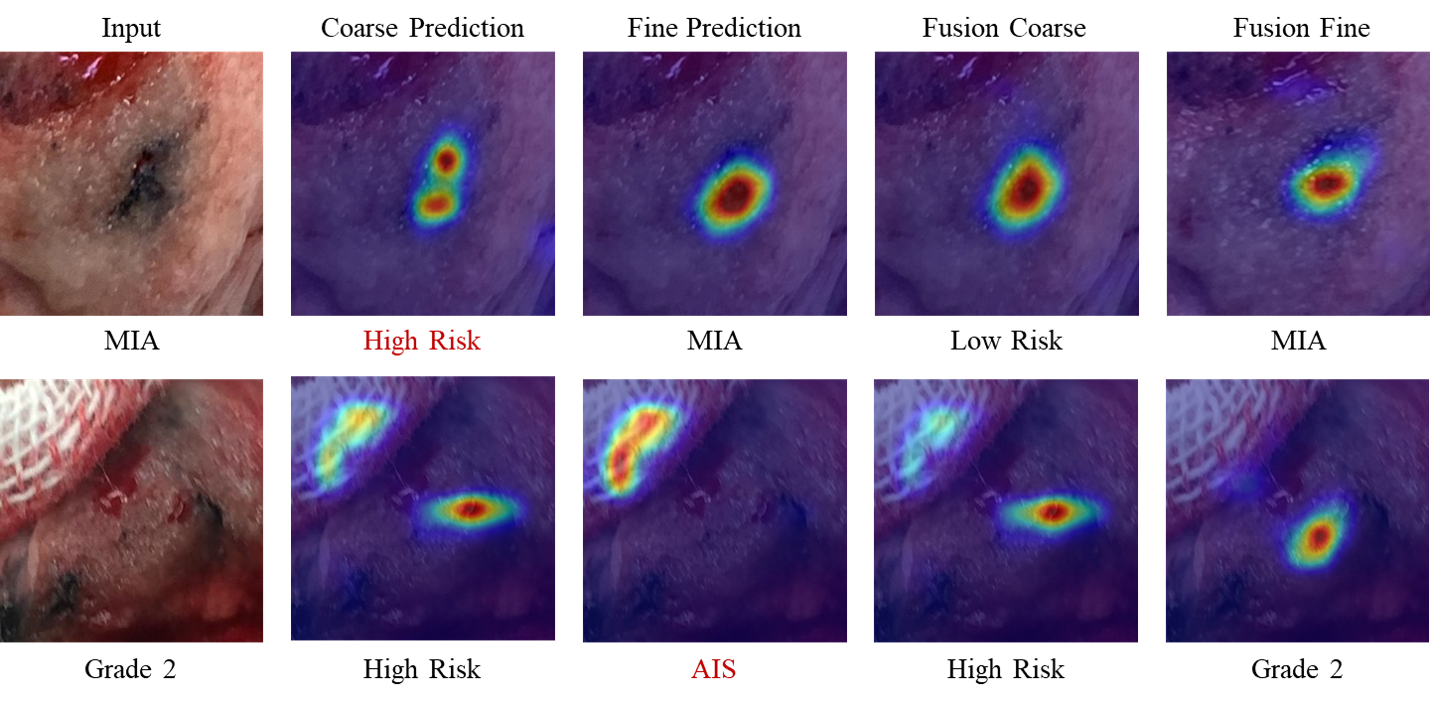 Input Coarse Prediction Fine Prediction Fusion Coarse Fusion Fine
MIA High Risk MIA Low Risk MIA
Grade 2 High Risk AIS High Risk Grade 2